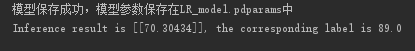 模型保存成功，模型参数保存在LR_model.pdparams中
Inference result is [[70.30434]], the corresponding label is 89.0